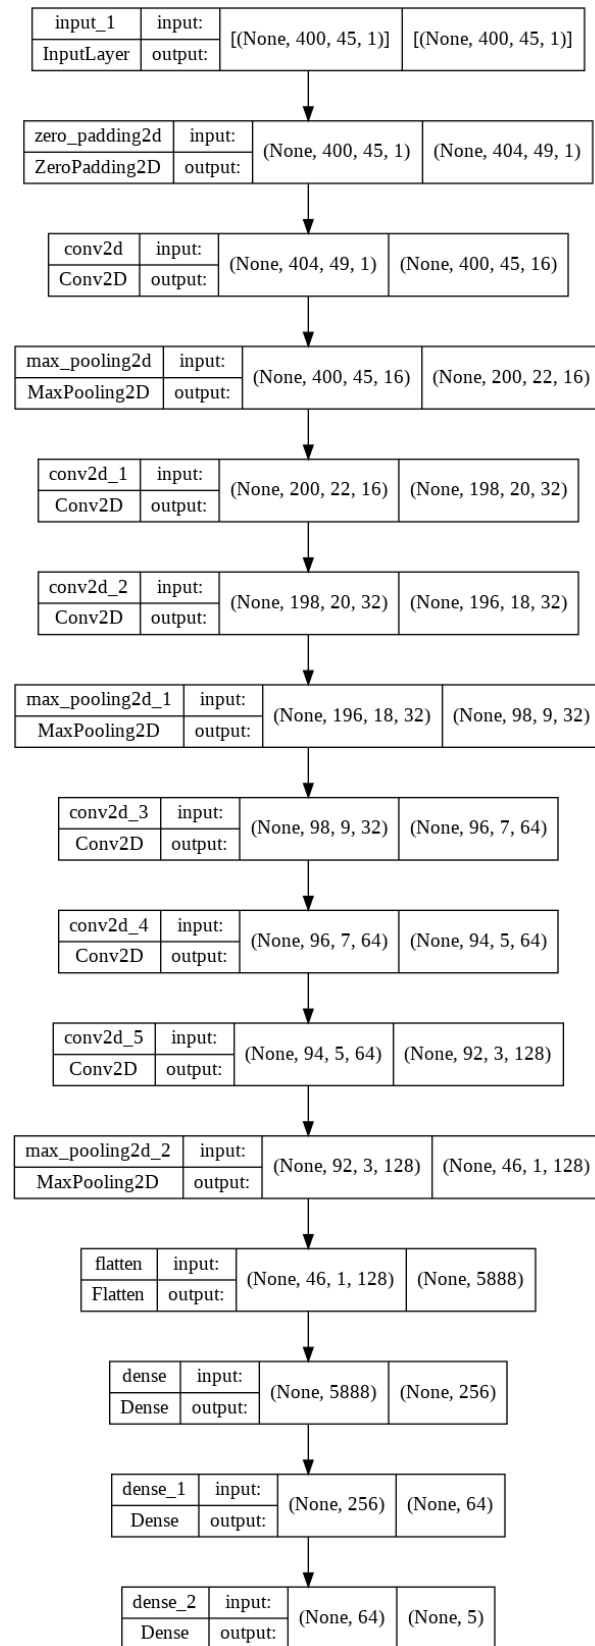 input_1 input: [(None, 400, 45, 1)] [(None, 400, 45, 1)]
InputLayer output:
zero_padding2d input: (None, 400, 45, 1) (None, 404, 49, 1)
ZeroPadding2D output:
conv2d input: (None, 404, 49, 1) (None, 400, 45, 16)
Conv2D output:
max_pooling2d input: (None, 400, 45, 16) (None, 200, 22, 16)
MaxPooling2D output:
conv2d_1 input: (None, 200, 22, 16) (None, 198, 20, 32)
Conv2D output:
conv2d_2 input: (None, 198, 20, 32) (None, 196, 18, 32)
Conv2D output:
max_pooling2d_1 input: (None, 196, 18, 32) (None, 98, 9, 32)
MaxPooling2D output:
conv2d_3 input: (None, 98, 9, 32) (None, 96, 7, 64)
Conv2D output:
conv2d_4 input: (None, 96, 7, 64) (None, 94, 5, 64)
Conv2D output:
conv2d_5 input: (None, 94, 5, 64) (None, 92, 3, 128)
Conv2D output:
max_pooling2d_2 input: (None, 92, 3, 128) (None, 46, 1, 128)
MaxPooling2D output:
flatten input: (None, 46, 1, 128) (None, 5888)
Flatten output:
dense input: (None, 5888) (None, 256)
Dense output:
dense_1 input: (None, 256) (None, 64)
Dense output:
dense_2 input: (None, 64) (None, 5)
Dense output: